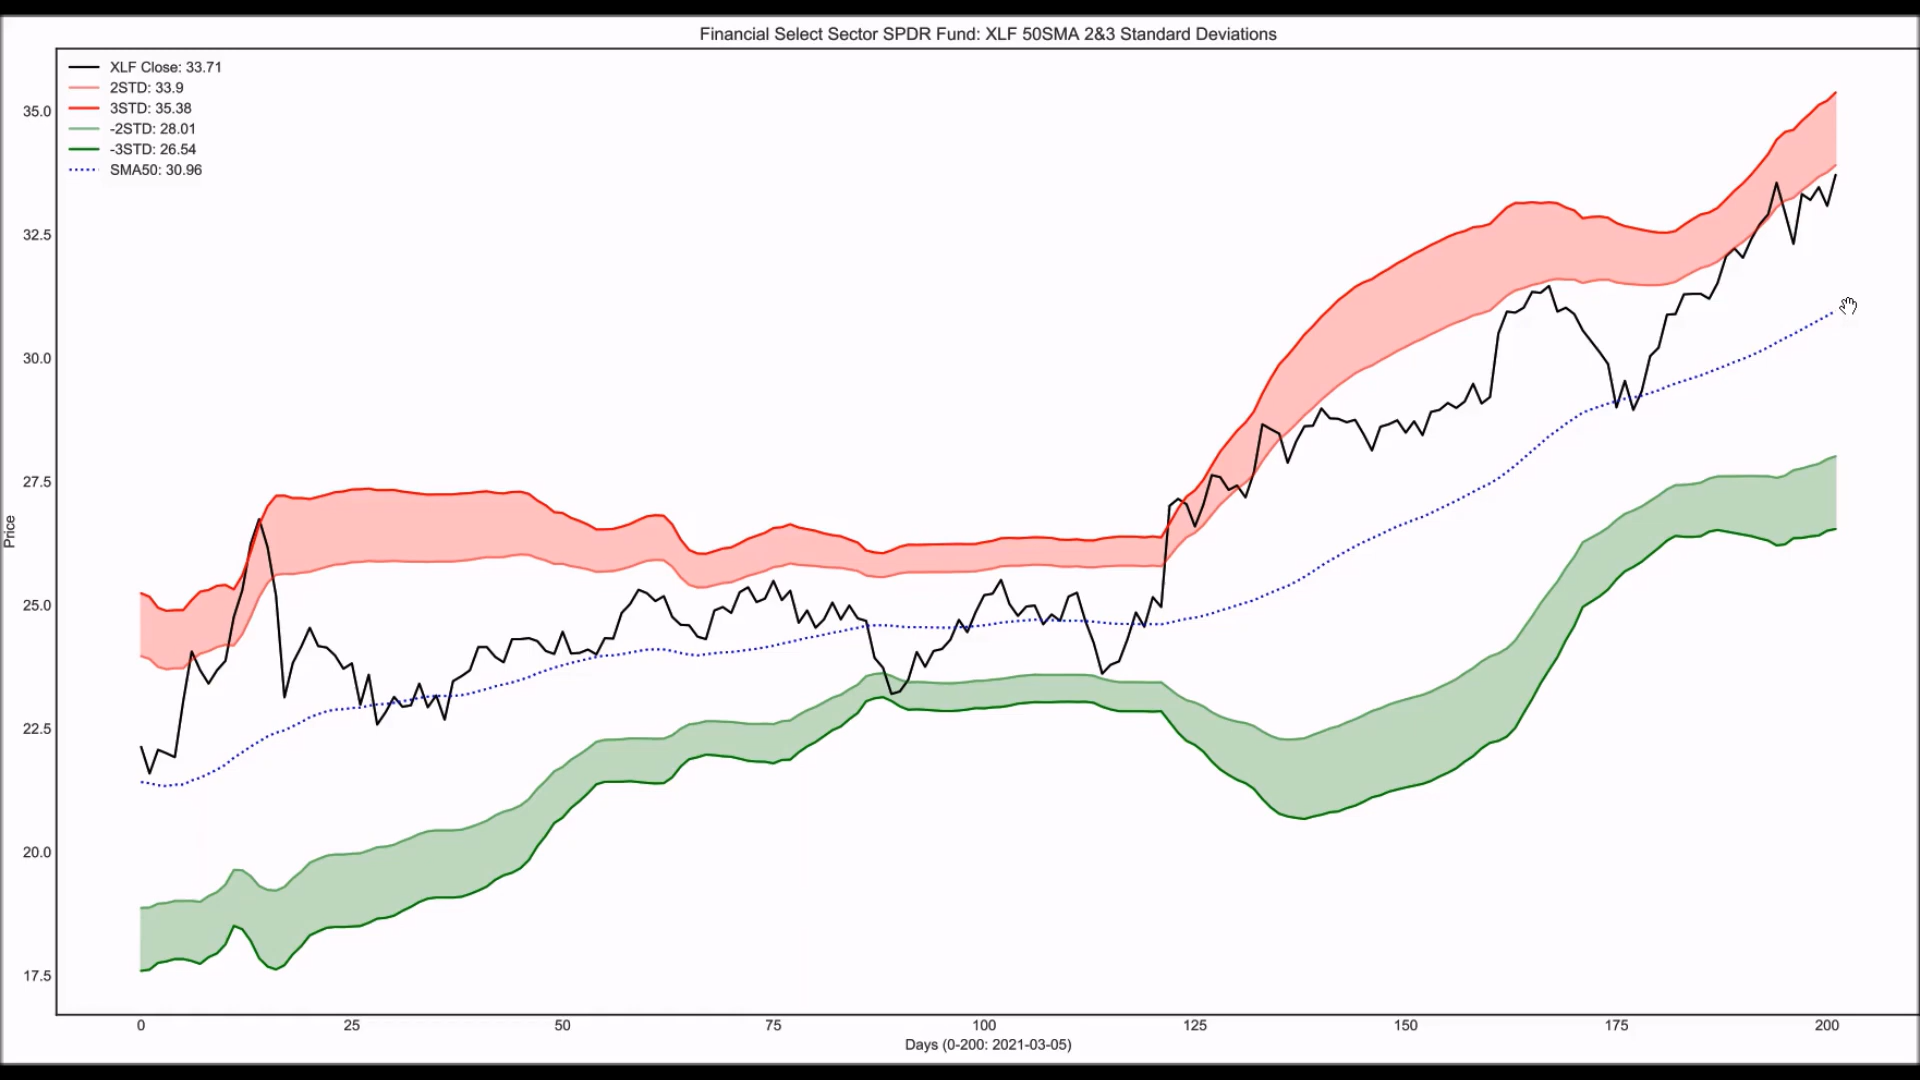 Financial Select Sector SPDR Fund: XLF 50SMA 2&3 Standard Deviations
XLF Close: 33.71
2STD: 33.9
3STD: 35.38
-2STD: 28.01
-3STD: 26.54
SMA50: 30.96
35.0
32.5
30.0
27.5
25.0
22.5
20.0
17.5
Price
0 25 50 75 100 125 150 175 200
Days (0-200: 2021-03-05)